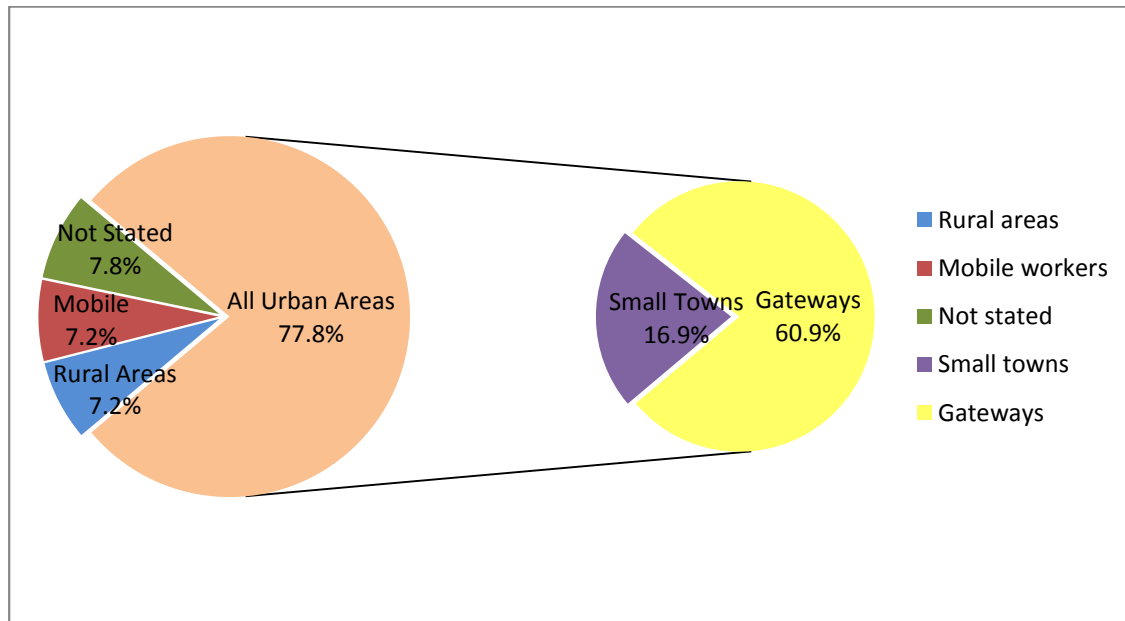 Not Stated
7.8%
Mobile
7.2%
Rural Areas
7.2%
All Urban Areas
77.8%
Small Towns
16.9%
Gateways
60.9%
Rural areas
Mobile workers
Not stated
Small towns
Gateways